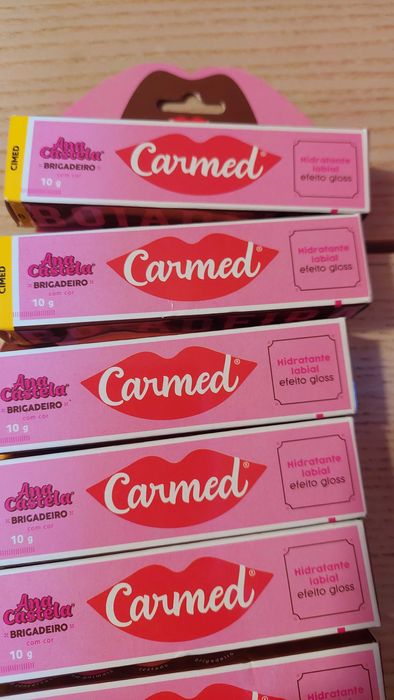 CIMED
Ana
Castela
BRIGADEIRO
com cor
10 g
Carmed®
Hidratante
labial
efeito gloss
CIMED
Ana
Castela
BRIGADEIRO
com cor
10 g
Carmed®
Hidratante
labial
efeito gloss
Ana
Castela
BRIGADEIRO
com cor
10 g
Carmed®
Hidratante
labial
efeito gloss
Ana
Castela
BRIGADEIRO
com cor
10 g
Carmed®
Hidratante
labial
efeito gloss
Ana
Castela
BRIGADEIRO
com cor
10 g
Carmed®
Hidratante
labial
efeito gloss
brigadeiro
Carmed®
Hidratante